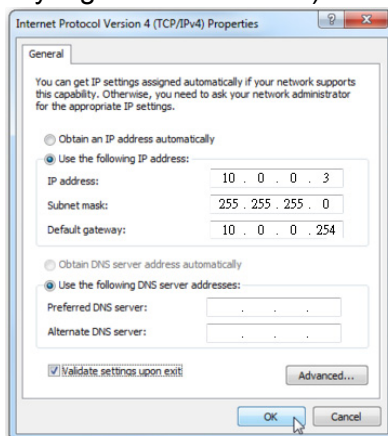 Internet Protocol Version 4 (TCP/IPv4) Properties
General
You can get IP settings assigned automatically if your network supports
this capability. Otherwise, you need to ask your network administrator
for the appropriate IP settings.
Obtain an IP address automatically
Use the following IP address:
IP address: 10 . 0 . 0 . 3
Subnet mask: 255 . 255 . 255 . 0
Default gateway: 10 . 0 . 0 . 254
Obtain DNS server address automatically
Use the following DNS server addresses:
Preferred DNS server: . . .
Alternate DNS server: . . .
Validate settings upon exit
Advanced...
OK Cancel